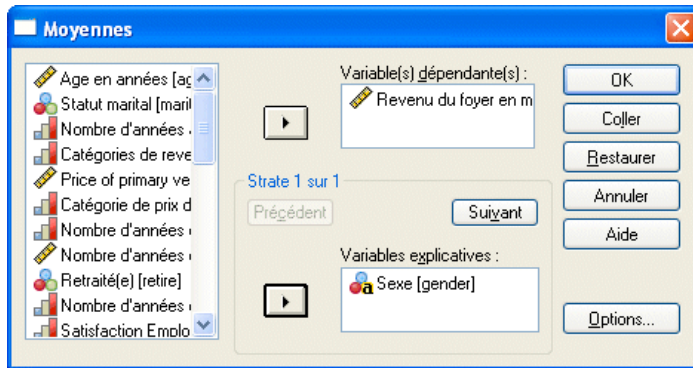 Moyennes
Age en années [ag
Statut marital [marit
Nombre d'années
Catégories de reve
Price of primary ve
Catégorie de prix d
Nombre d'années
Nombre d'années
Retraité(e) [retire]
Nombre d'années
Satisfaction Emplo
Variable(s) dépendante(s) :
Revenu du foyer en m
Strate 1 sur 1
Précédent
Suivant
Variables explicatives :
Sexe [gender]
OK
Coller
Restaurer
Annuler
Aide
Options...